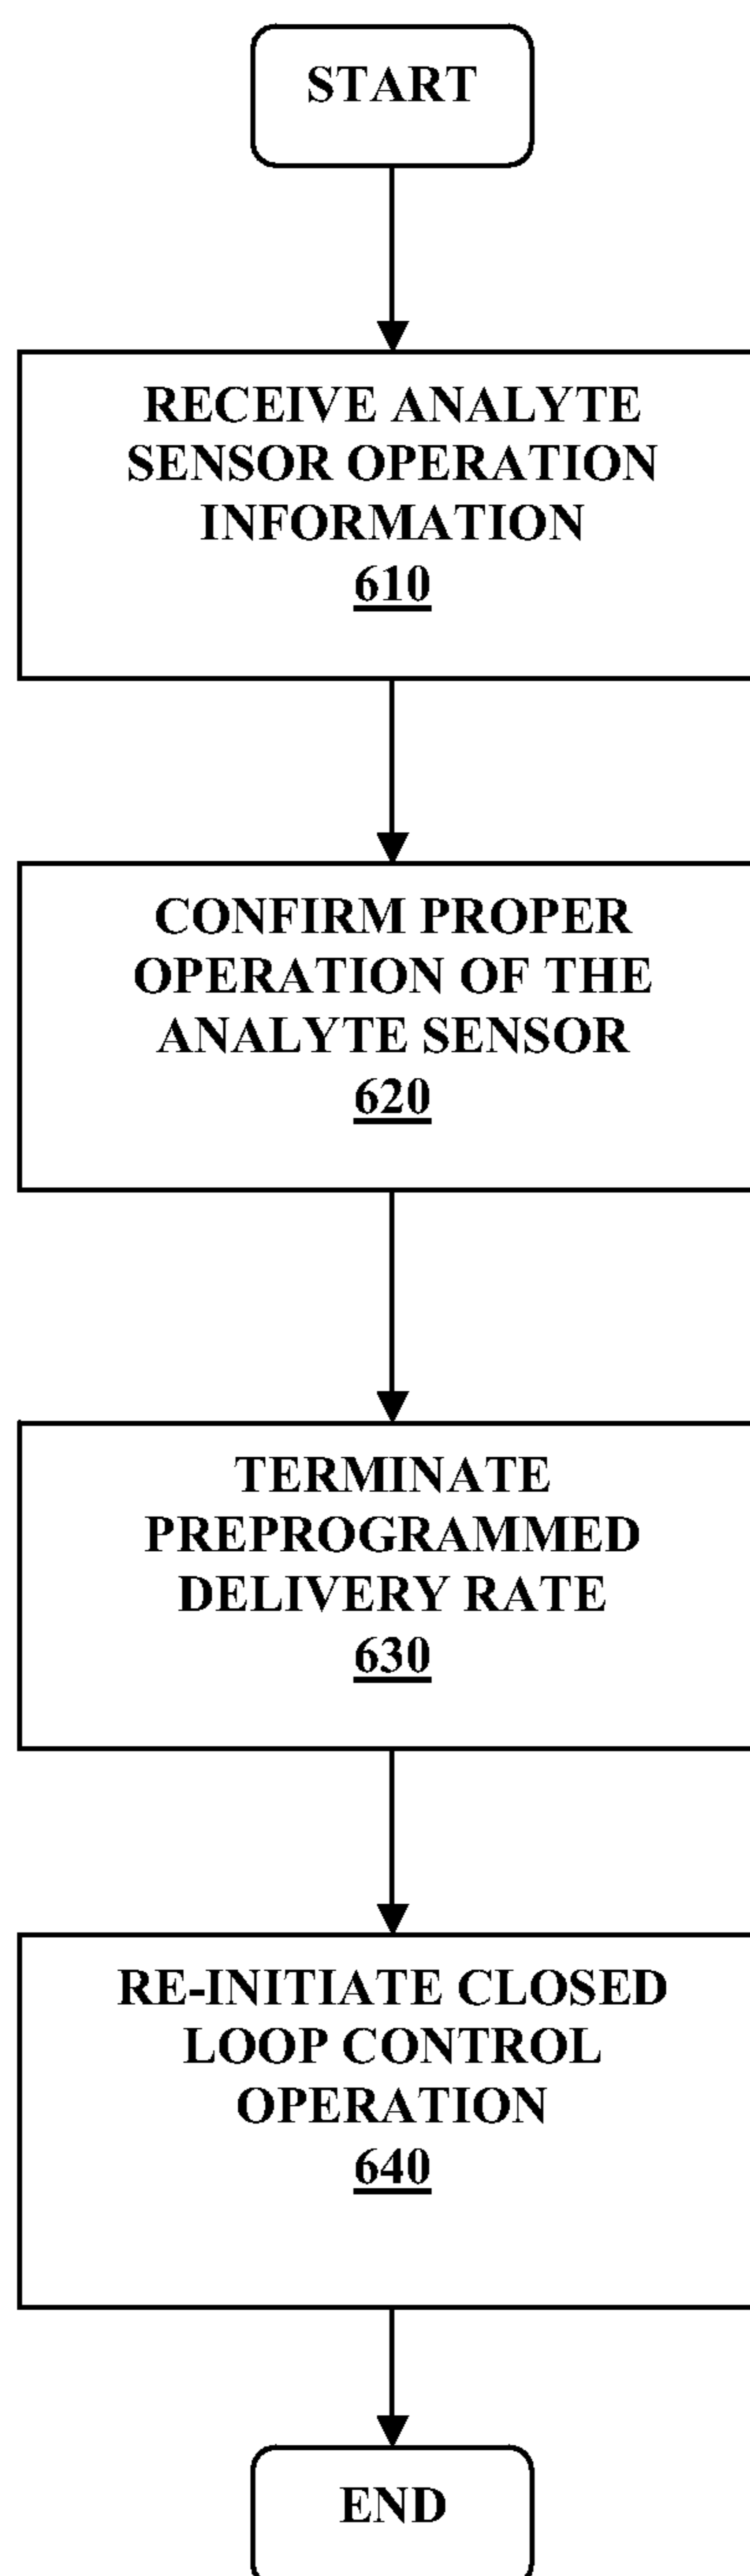 START
RECEIVE ANALYTE
SENSOR OPERATION
INFORMATION
610
CONFIRM PROPER
OPERATION OF THE
ANALYTE SENSOR
620
TERMINATE
PREPROGRAMMED
DELIVERY RATE
630
RE-INITIATE CLOSED
LOOP CONTROL
OPERATION
640
END